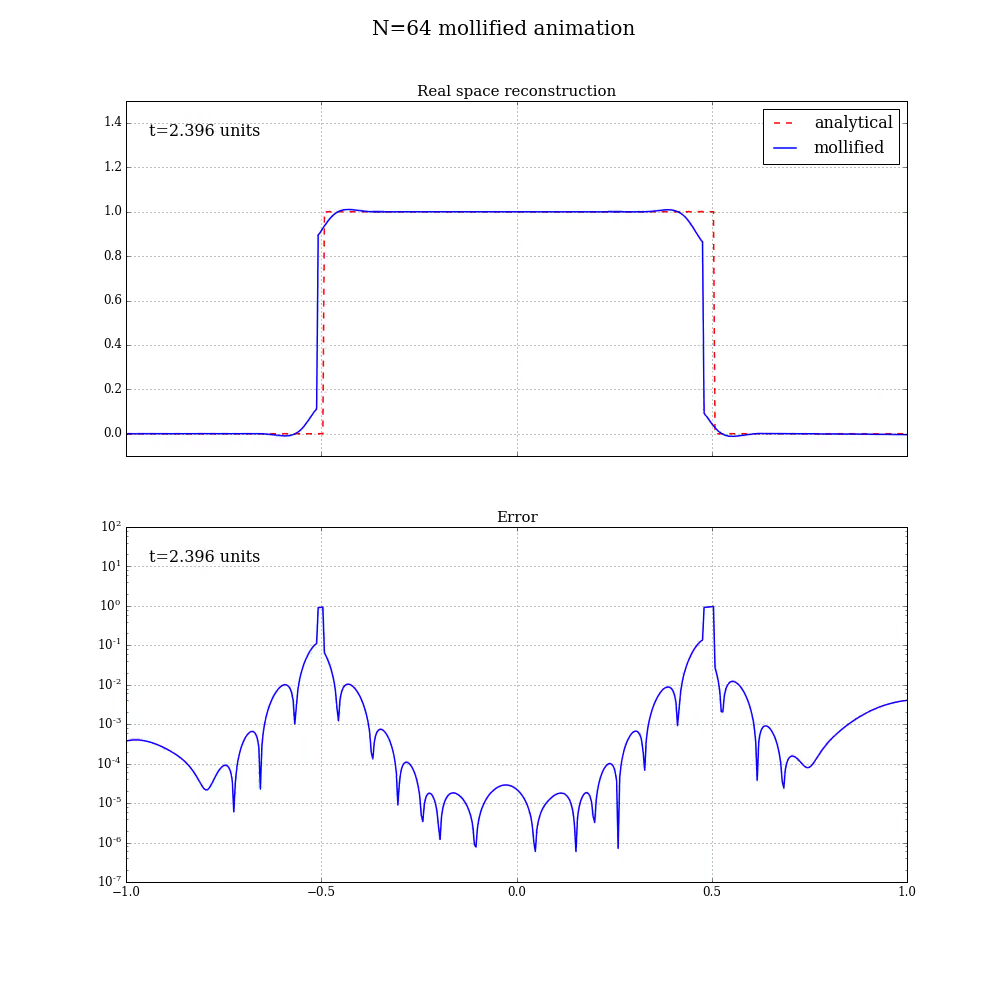 N=64 mollified animation
Real space reconstruction
t=2.396 units
analytical
mollified
1.4
1.2
1.0
0.8
0.6
0.4
0.2
0.0
Error
t=2.396 units
10²
10¹
10⁰
10⁻¹
10⁻²
10⁻³
10⁻⁴
10⁻⁵
10⁻⁶
10⁻⁷
−1.0 −0.5 0.0 0.5 1.0